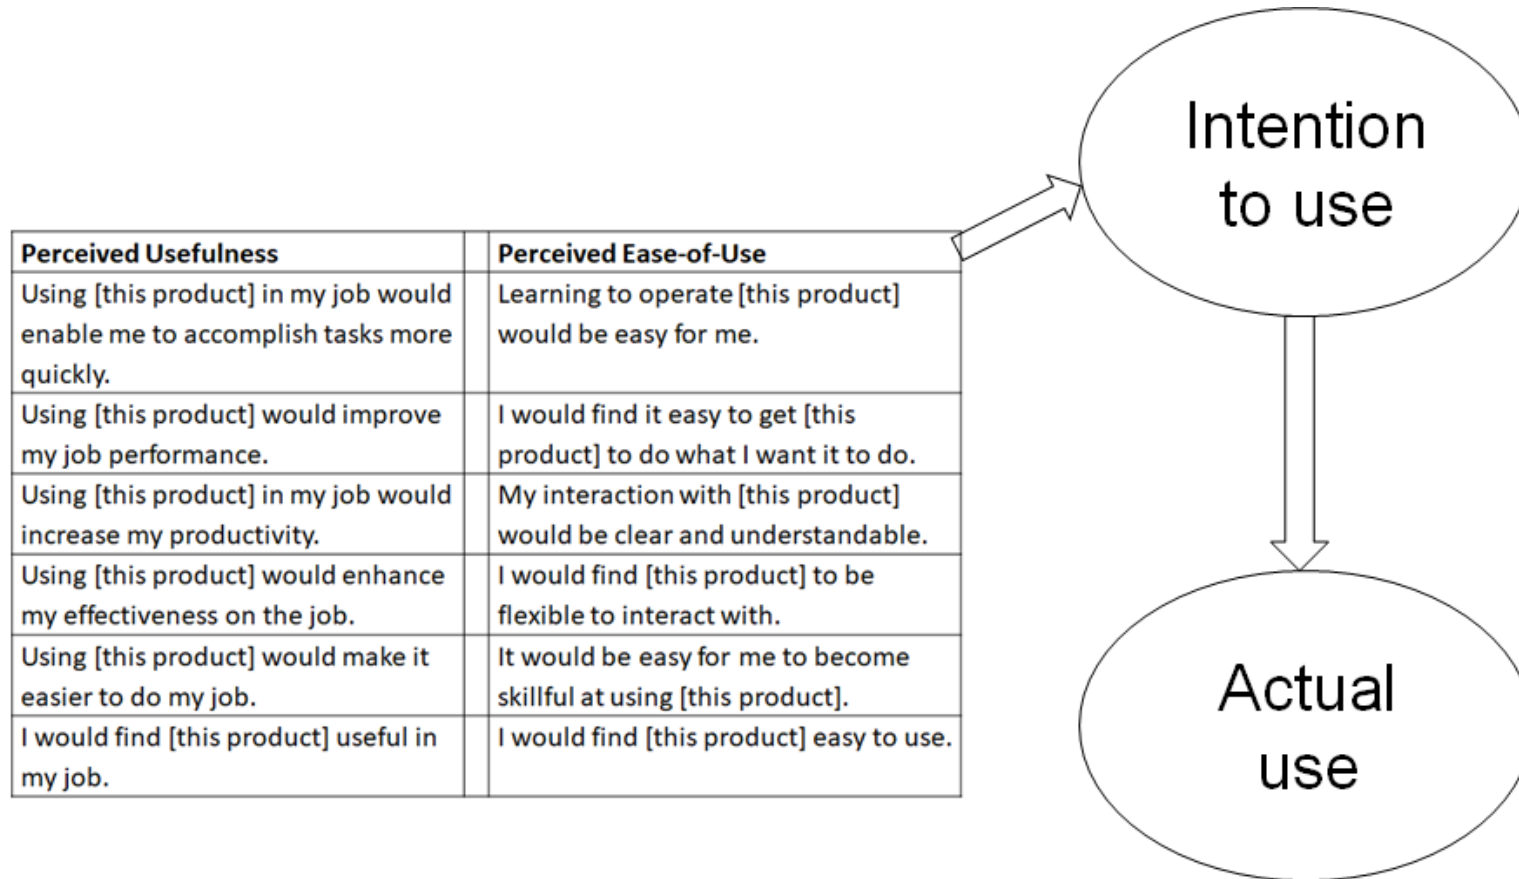 Intention
to use
Perceived Usefulness
Perceived Ease-of-Use
Using [this product] in my job would
enable me to accomplish tasks more
quickly.
Learning to operate [this product]
would be easy for me.
Using [this product] would improve
my job performance.
I would find it easy to get [this
product] to do what I want it to do.
Using [this product] in my job would
increase my productivity.
My interaction with [this product]
would be clear and understandable.
Using [this product] would enhance
my effectiveness on the job.
I would find [this product] to be
flexible to interact with.
Using [this product] would make it
easier to do my job.
It would be easy for me to become
skillful at using [this product].
I would find [this product] useful in
my job.
I would find [this product] easy to use.
Actual
use